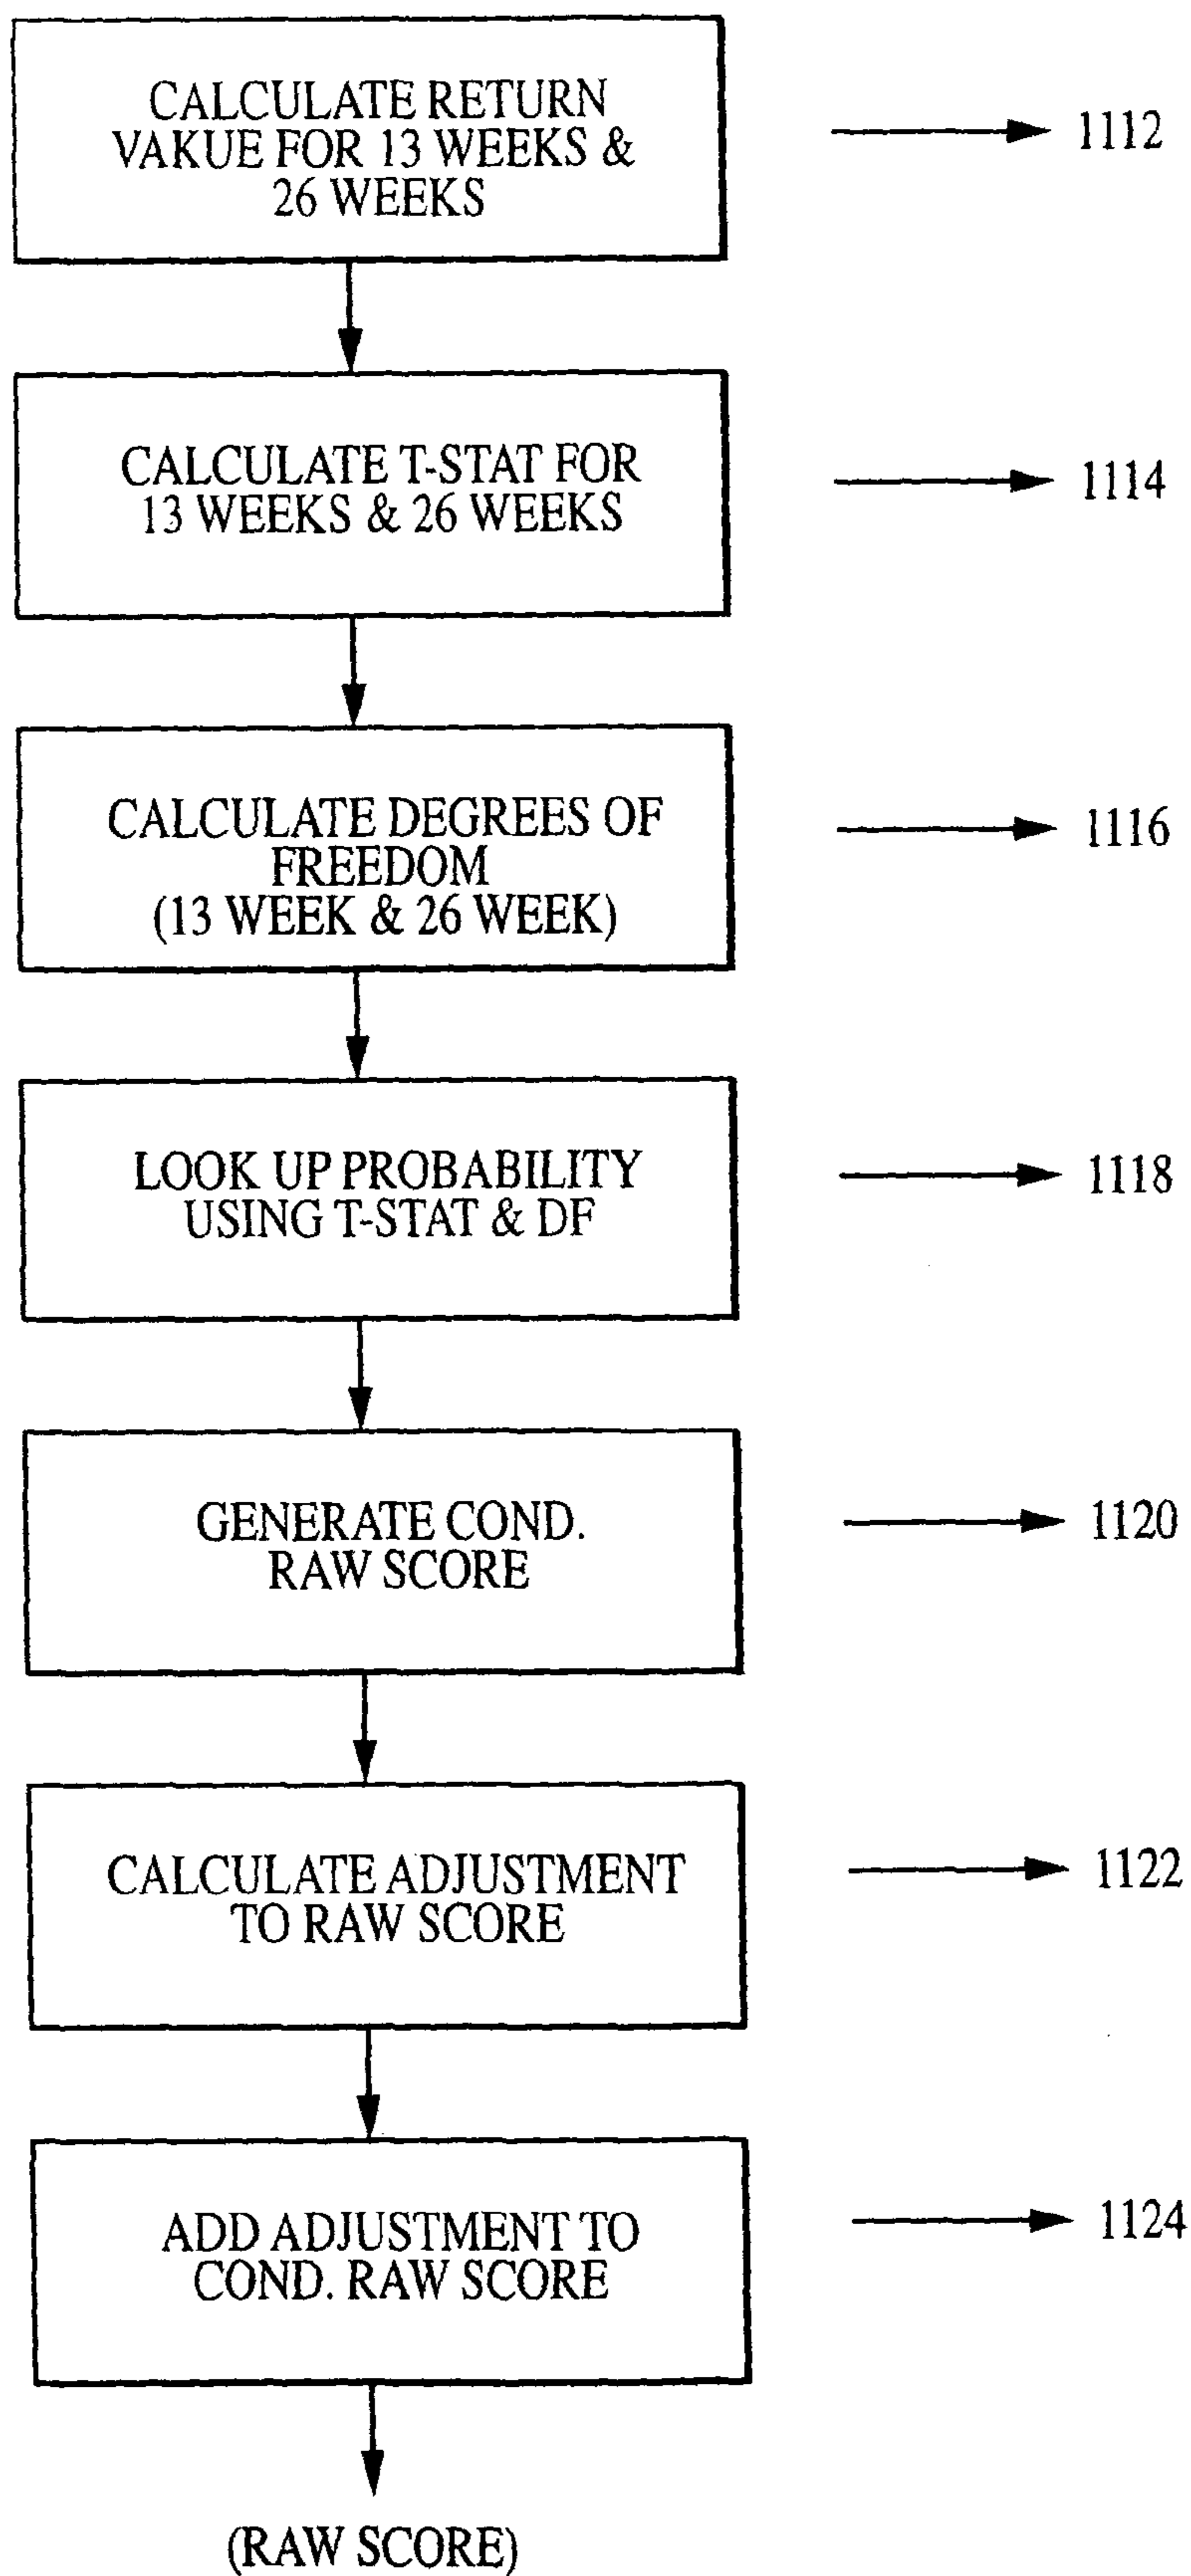 CALCULATE RETURN
VAKUE FOR 13 WEEKS &
26 WEEKS
1112
CALCULATE T-STAT FOR
13 WEEKS & 26 WEEKS
1114
CALCULATE DEGREES OF
FREEDOM
(13 WEEK & 26 WEEK)
1116
LOOK UP PROBABILITY
USING T-STAT & DF
1118
GENERATE COND.
RAW SCORE
1120
CALCULATE ADJUSTMENT
TO RAW SCORE
1122
ADD ADJUSTMENT TO
COND. RAW SCORE
1124
(RAW SCORE)